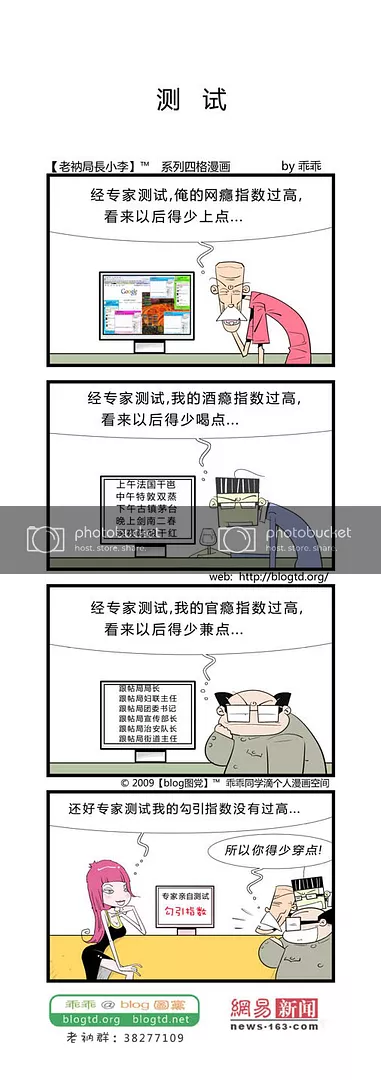 测 试
【老衲局長小李】™ 系列四格漫画 by 乖乖
经专家测试,俺的网瘾指数过高,
看来以后得少上点...
Google
经专家测试,我的酒瘾指数过高,
看来以后得少喝点...
上午法国干邑
中午特敦双蒸
下午古镇茅台
晚上剑南二春
photobucket
host. store. share.
photobucket
host. store. share.
web: http://blogtd.org/
经专家测试,我的官瘾指数过高,
看来以后得少兼点...
跟帖局局长
跟帖局妇联主任
跟帖局团委书记
跟帖局宣传部长
跟帖局治安队长
跟帖局街道主任
© 2009【blog图党】™ 乖乖同学滴个人漫画空间
还好专家测试我的勾引指数没有过高...
所以你得少穿点!
专家亲自测试
勾引指数
乖乖@blog圖黨
blogtd.org blogtd.net
老衲群: 38277109
網易 新闻
news·163·com